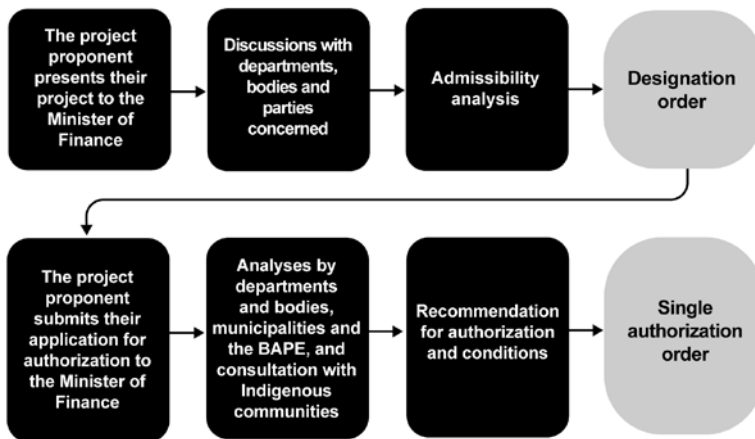 The project
proponent
presents their
project to the
Minister of
Finance
Discussions with
departments,
bodies and
parties
concerned
Admissibility
analysis
Designation
order
The project
proponent
submits their
application for
authorization to
the Minister of
Finance
Analyses by
departments
and bodies,
municipalities and
the BAPE, and
consultation with
Indigenous
communities
Recommendation
for authorization
and conditions
Single
authorization
order